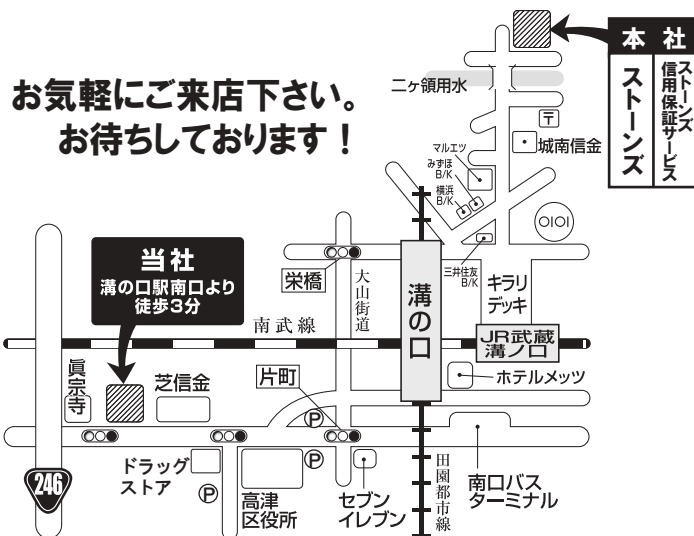 お気軽にご来店下さい。
お待ちしております！
本社
ストーンズ
ストーンズ
信用保証サービス
二ヶ領用水
〒
城南信金
マルエツ
みずほ
B/K
横浜
B/K
OIOI
三井住友
B/K
キラリ
デッキ
当社
溝の口駅南口より
徒歩3分
栄橋
大山街道
溝の口
南武線
JR武蔵
溝ノ口
眞宗寺
芝信金
片町
ホテルメッツ
P
P
ドラッグ
ストア
P
高津
区役所
セブン
イレブン
田園都市線
南口バス
ターミナル
246